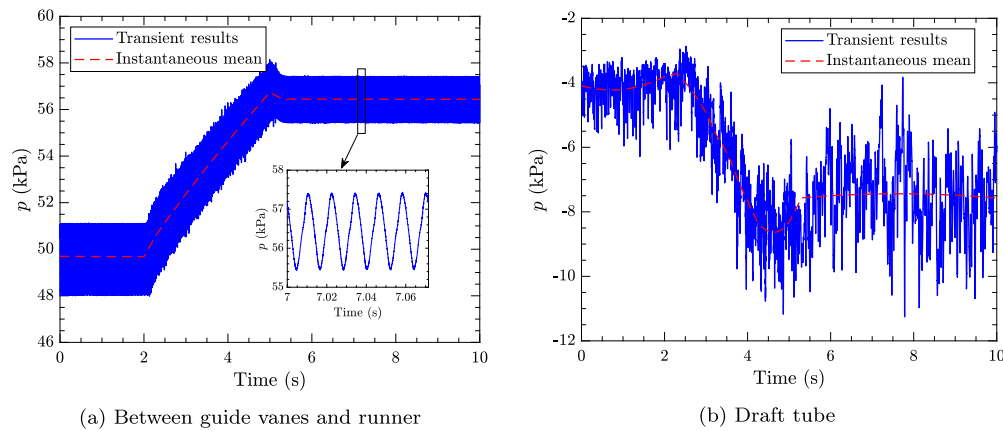 Transient results
Instantaneous mean
60
58
56
54
52
50
48
46
p (kPa)
0 2 4 6 8 10
Time (s)
58
57
56
55
p (kPa)
7 7.02 7.04 7.06
Time (s)
(a) Between guide vanes and runner
Transient results
Instantaneous mean
-2
-4
-6
-8
-10
-12
p (kPa)
0 2 4 6 8 10
Time (s)
(b) Draft tube